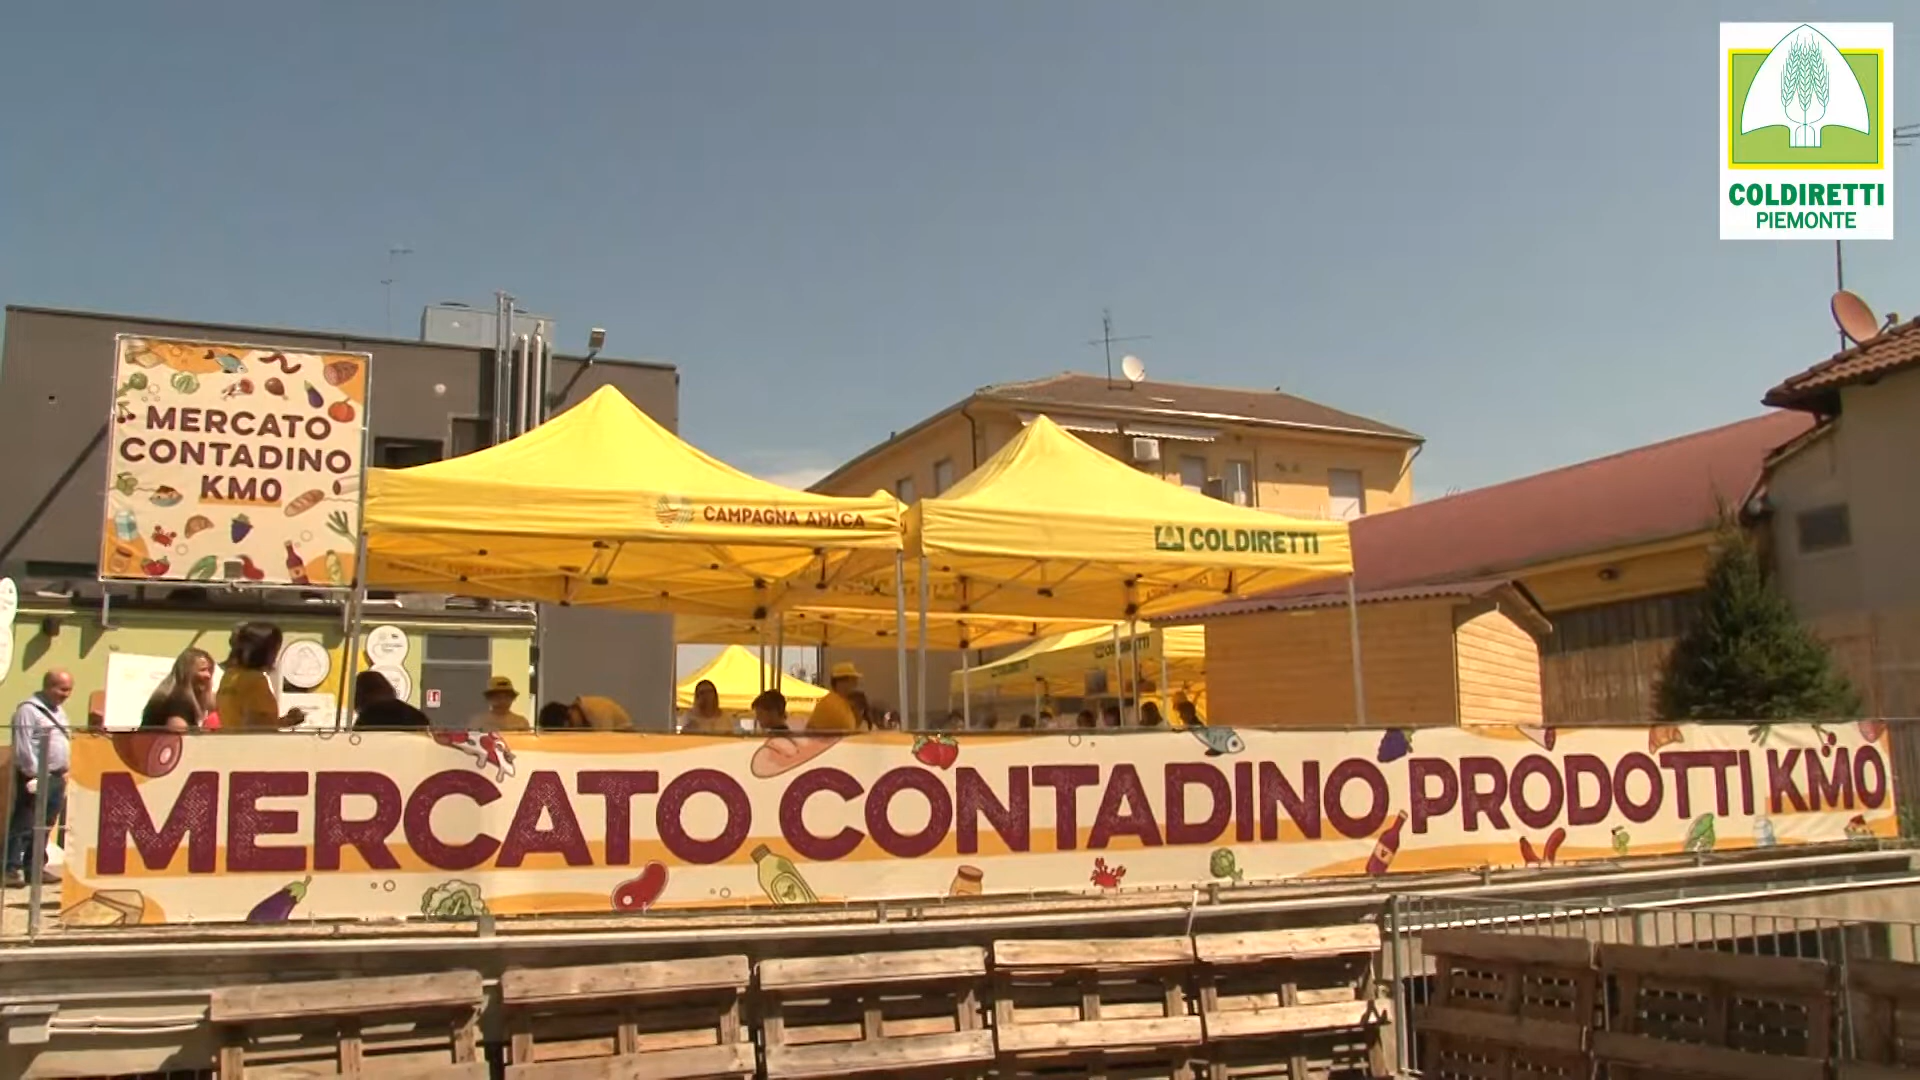 COLDIRETTI
PIEMONTE
MERCATO
CONTADINO
KM0
CAMPAGNA AMICA
COLDIRETTI
MERCATO CONTADINO PRODOTTI KM0